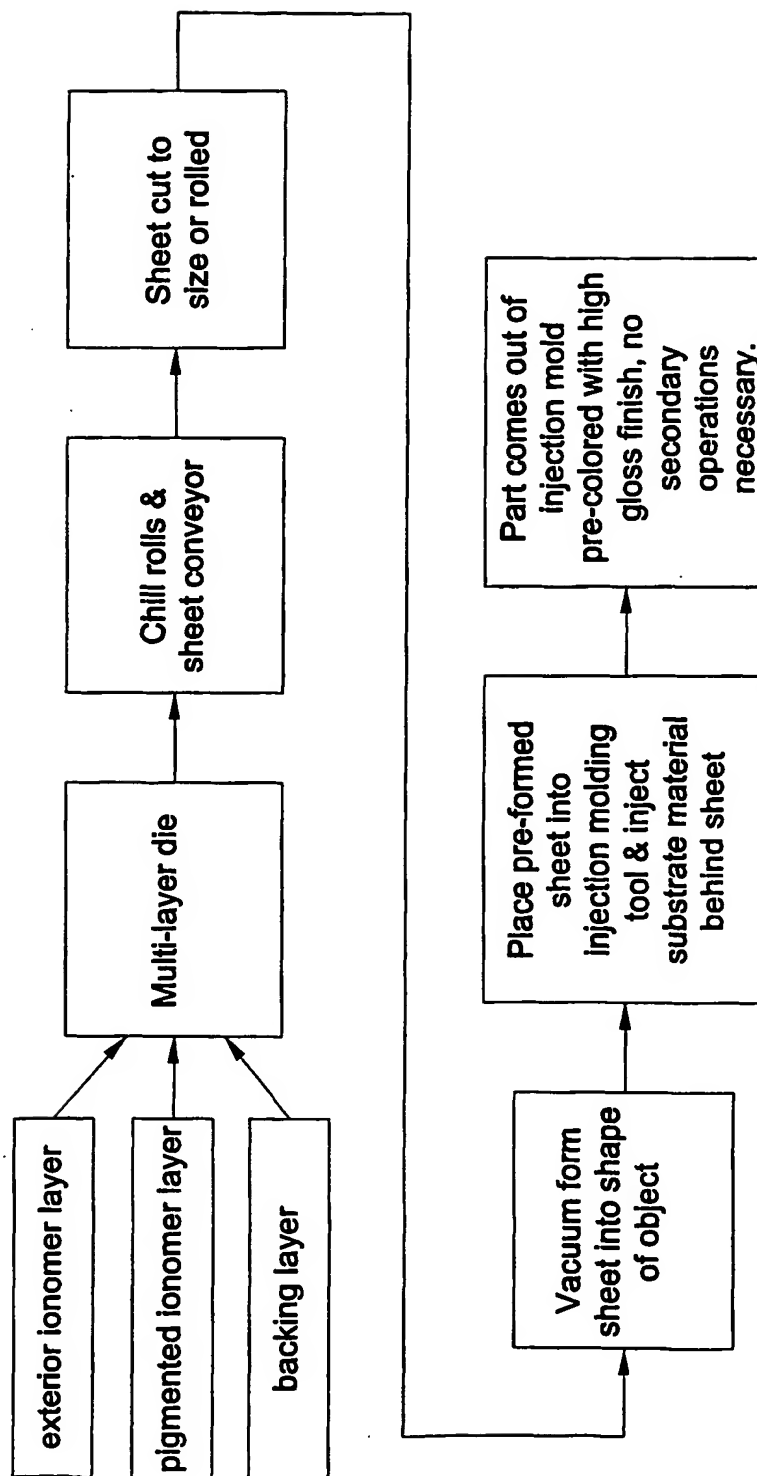 exterior ionomer layer
pigmented ionomer layer
backing layer
Multi-layer die
Chill rolls &
sheet conveyor
Sheet cut to
size or rolled
Vacuum form
sheet into shape
of object
Place pre-formed
sheet into
injection molding
tool & inject
substrate material
behind sheet
Part comes out of
injection mold
pre-colored with high
gloss finish, no
secondary
operations
necessary.